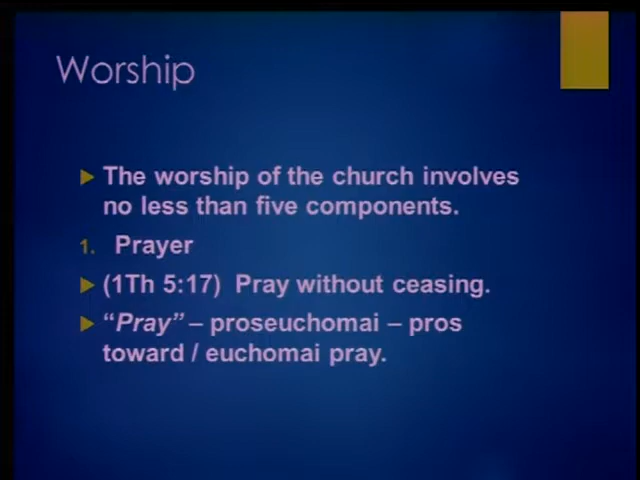 Worship
The worship of the church involves
no less than five components.
1. Prayer
(1Th 5:17) Pray without ceasing.
“Pray” – proseuchomai – pros
toward / euchomai pray.